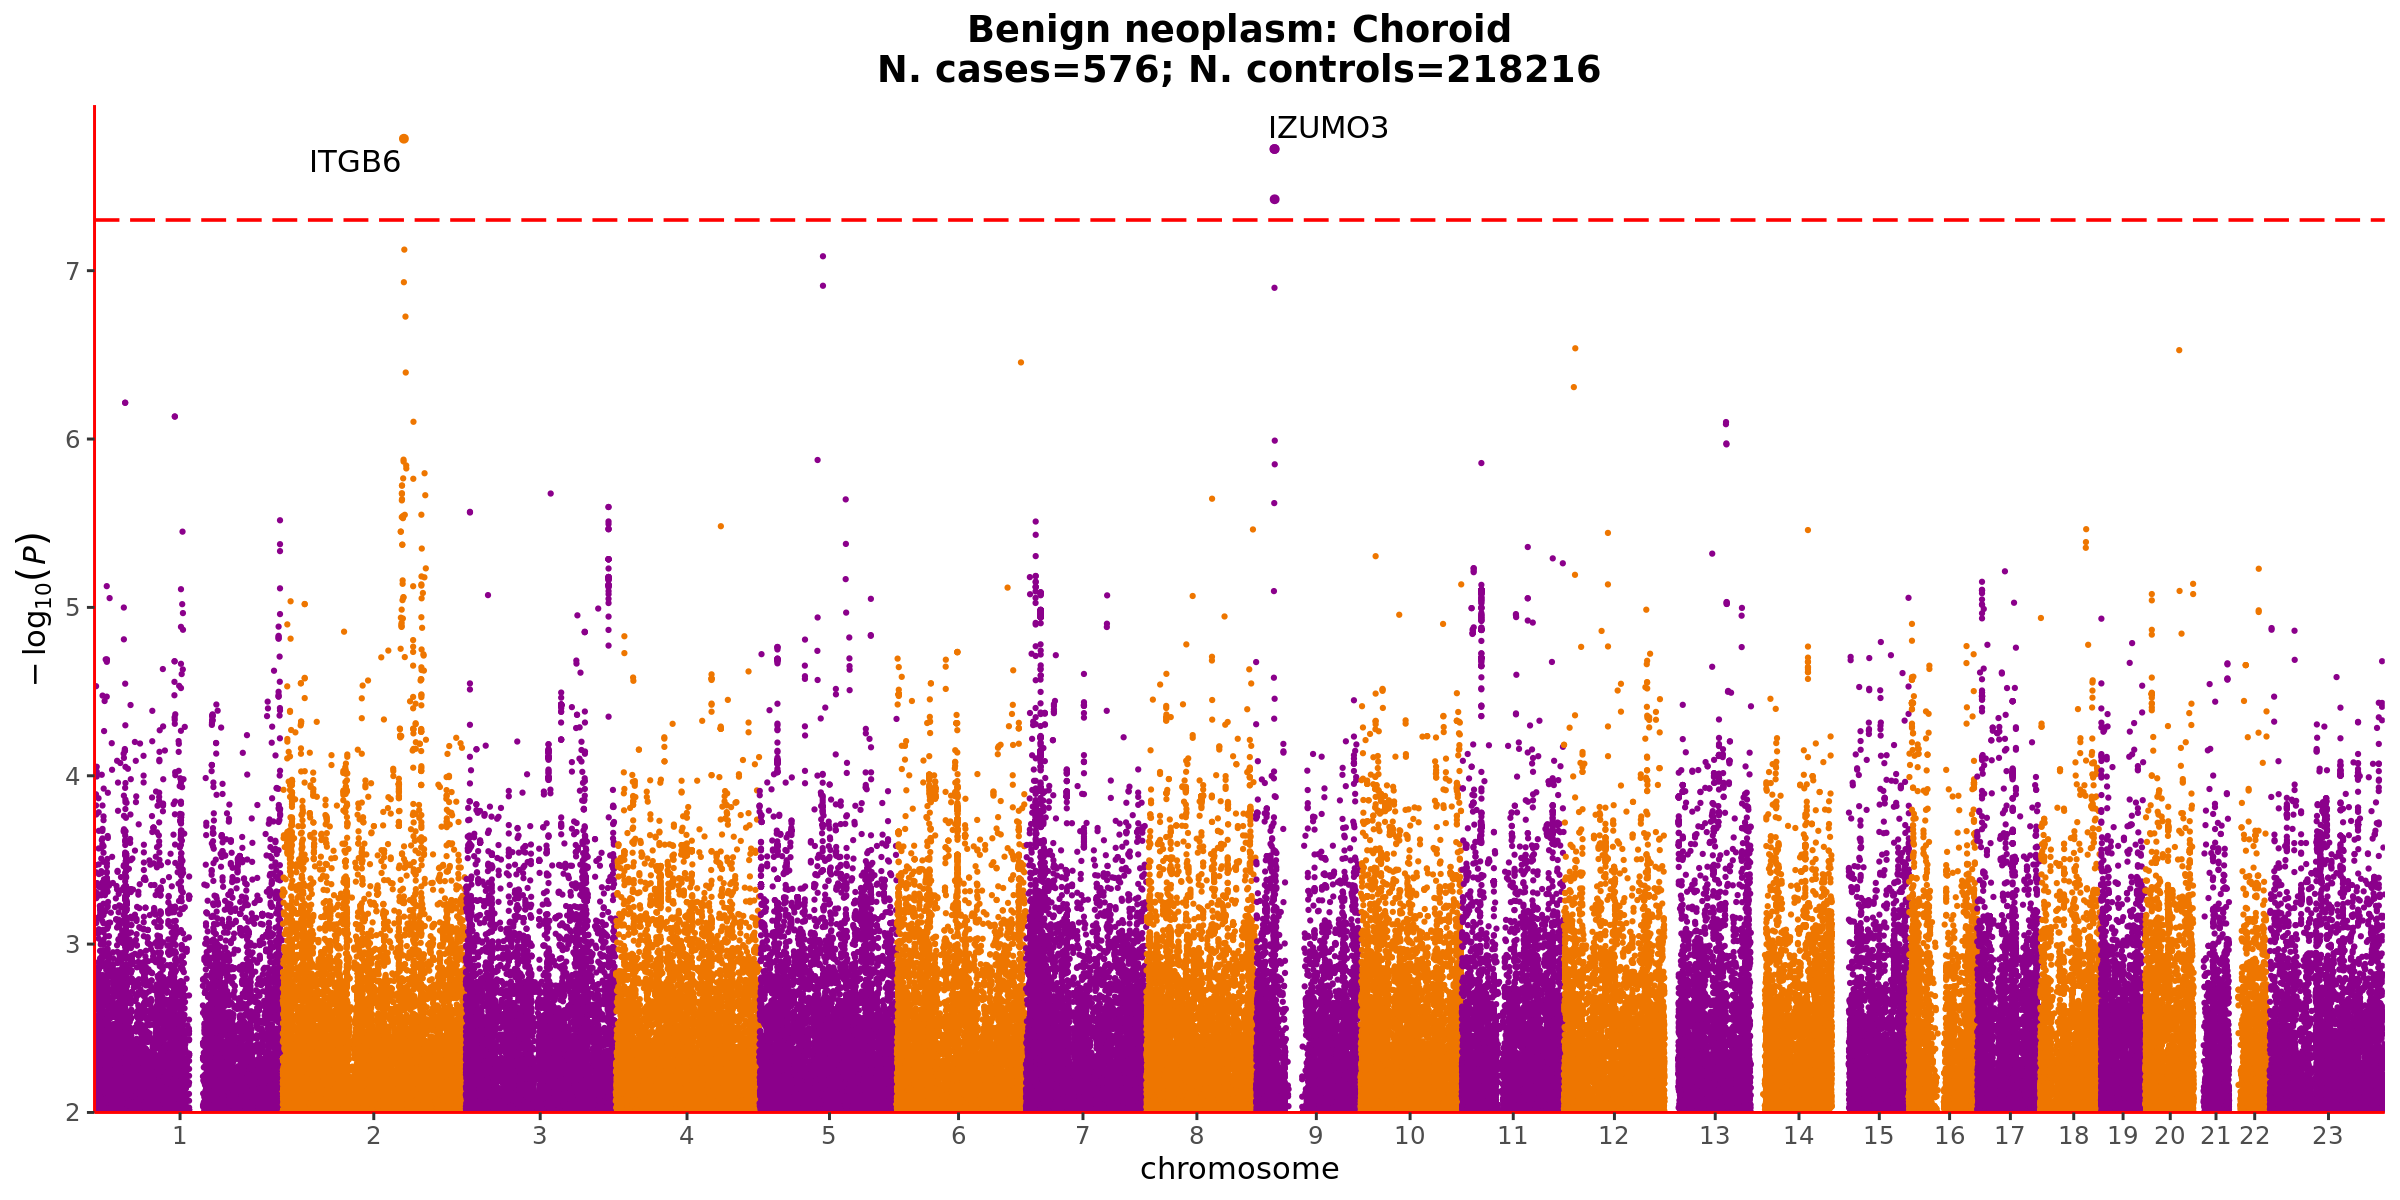 Benign neoplasm: Choroid
N. cases=576; N. controls=218216
IZUMO3
ITGB6
7
6
5
4
3
2
− log10(P)
1 2 3 4 5 6 7 8 9 10 11 12 13 14 15 16 17 18 19 20 21 22 23
chromosome